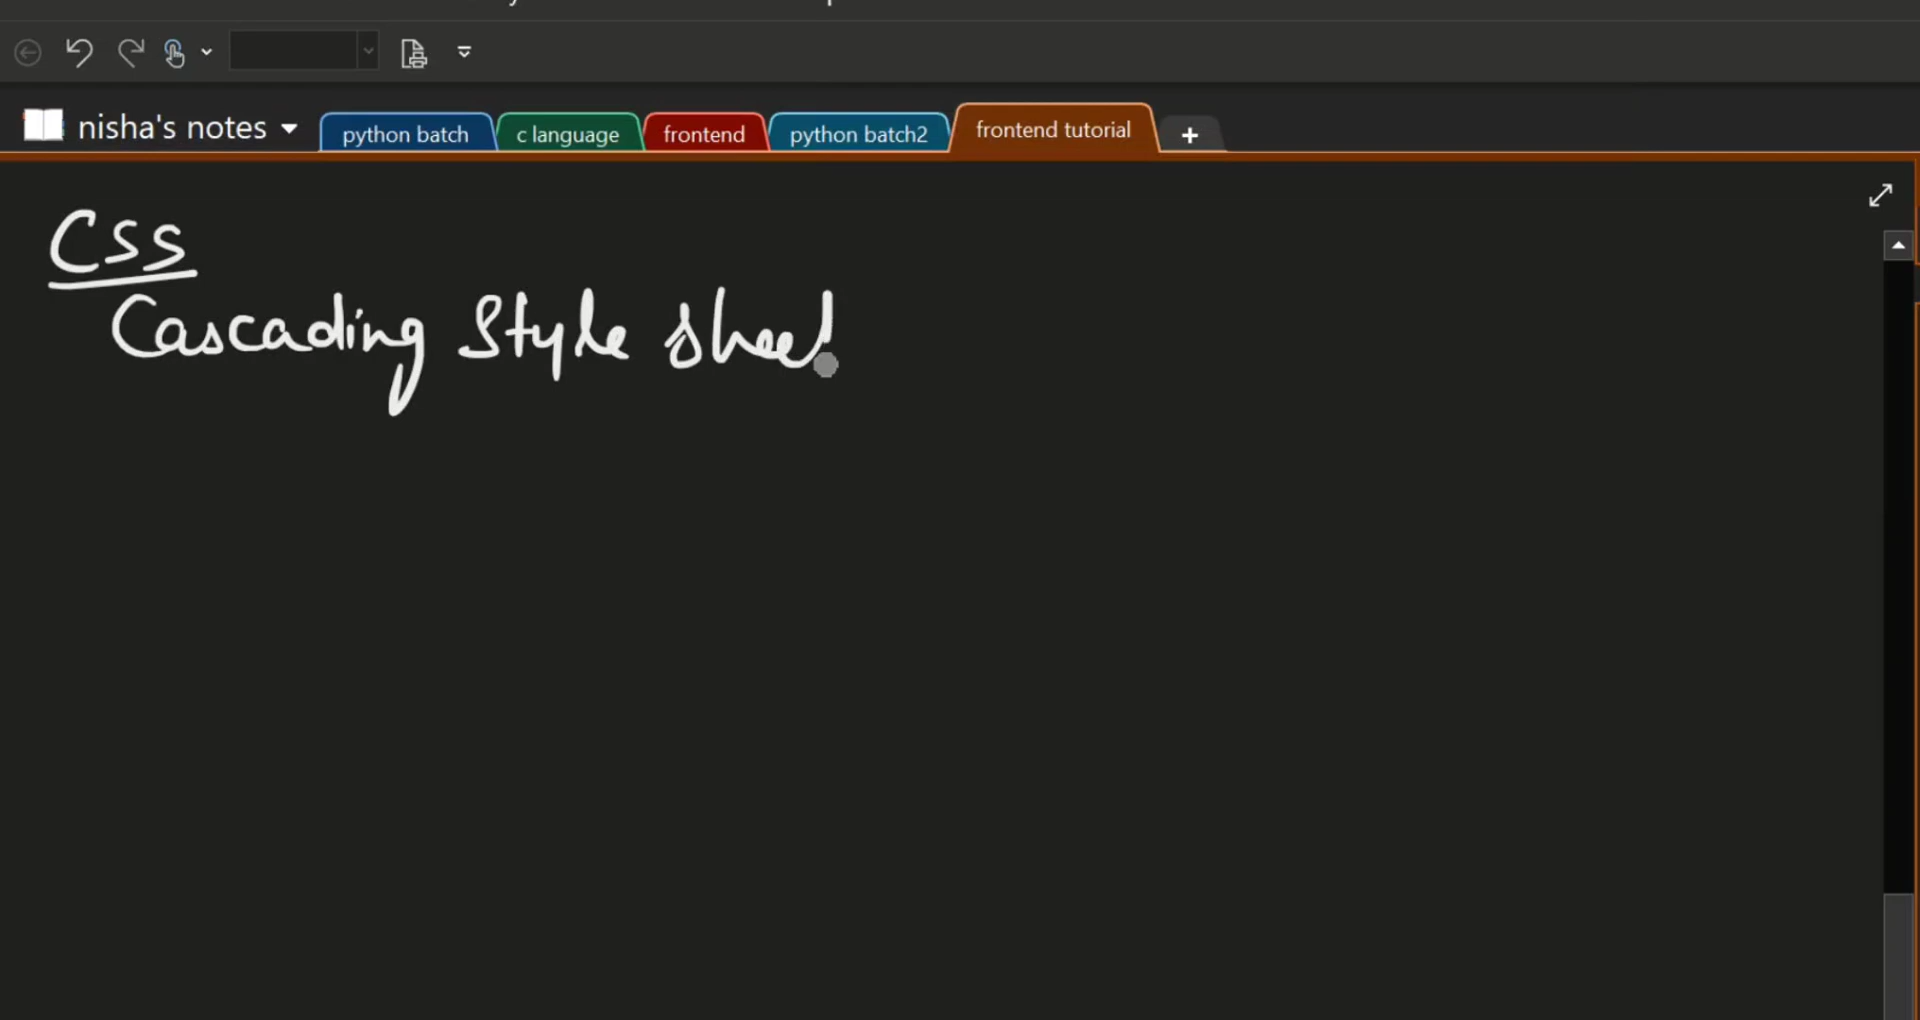 nisha's notes python batch c language frontend python batch2 frontend tutorial +
Css
Cascading Style sheet